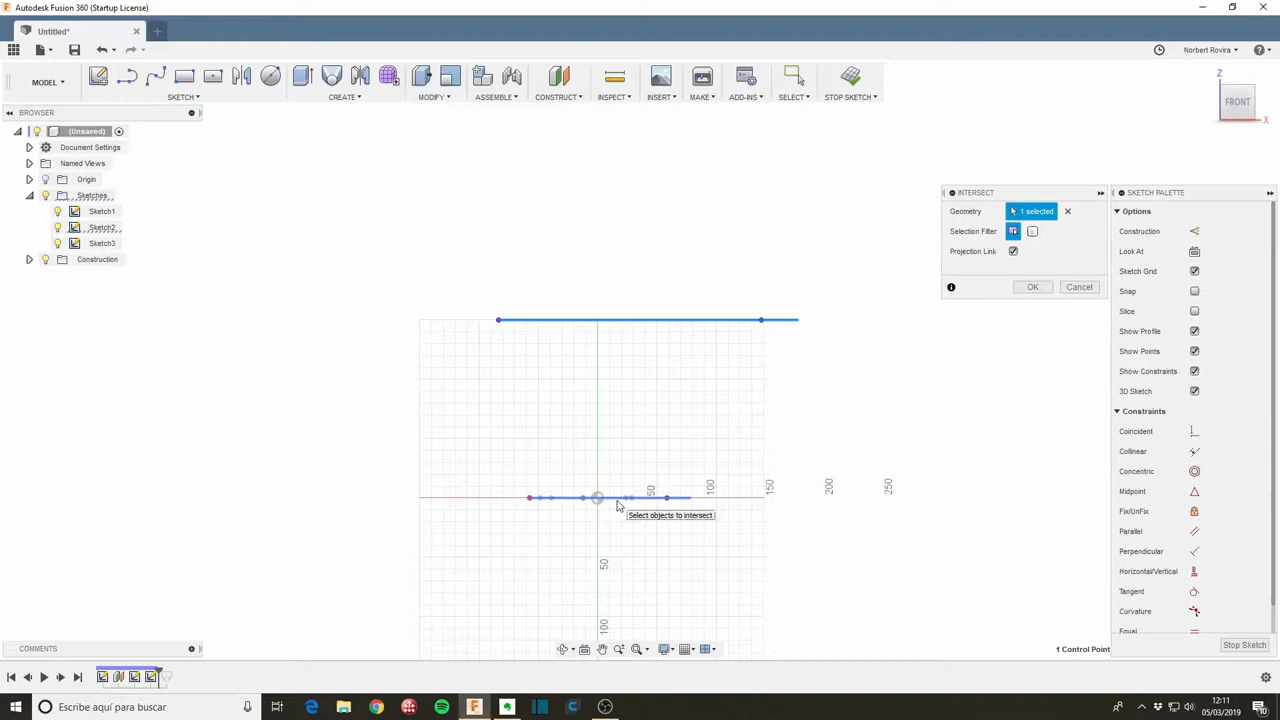 Autodesk Fusion 360 (Startup License)
Untitled*
Norbert Rovira
MODEL
SKETCH
CREATE
MODIFY
ASSEMBLE
CONSTRUCT
INSPECT
INSERT
MAKE
ADD-INS
SELECT
STOP SKETCH
Z
FRONT
X
BROWSER
(Unsaved)
Document Settings
Named Views
Origin
Sketches
Sketch1
Sketch2
Sketch3
Construction
INTERSECT
Geometry 1 selected
Selection Filter
Projection Link
OK Cancel
SKETCH PALETTE
Options
Construction
Look At
Sketch Grid
Snap
Slice
Show Profile
Show Points
Show Constraints
3D Sketch
Constraints
Coincident
Collinear
Concentric
Midpoint
Fix/UnFix
Parallel
Perpendicular
Horizontal/Vertical
Tangent
Curvature
Equal
Stop Sketch
50 100 150 200 250
Select objects to intersect
50
100
COMMENTS
1 Control Point
Escribe aquí para buscar
12:11
05/03/2019